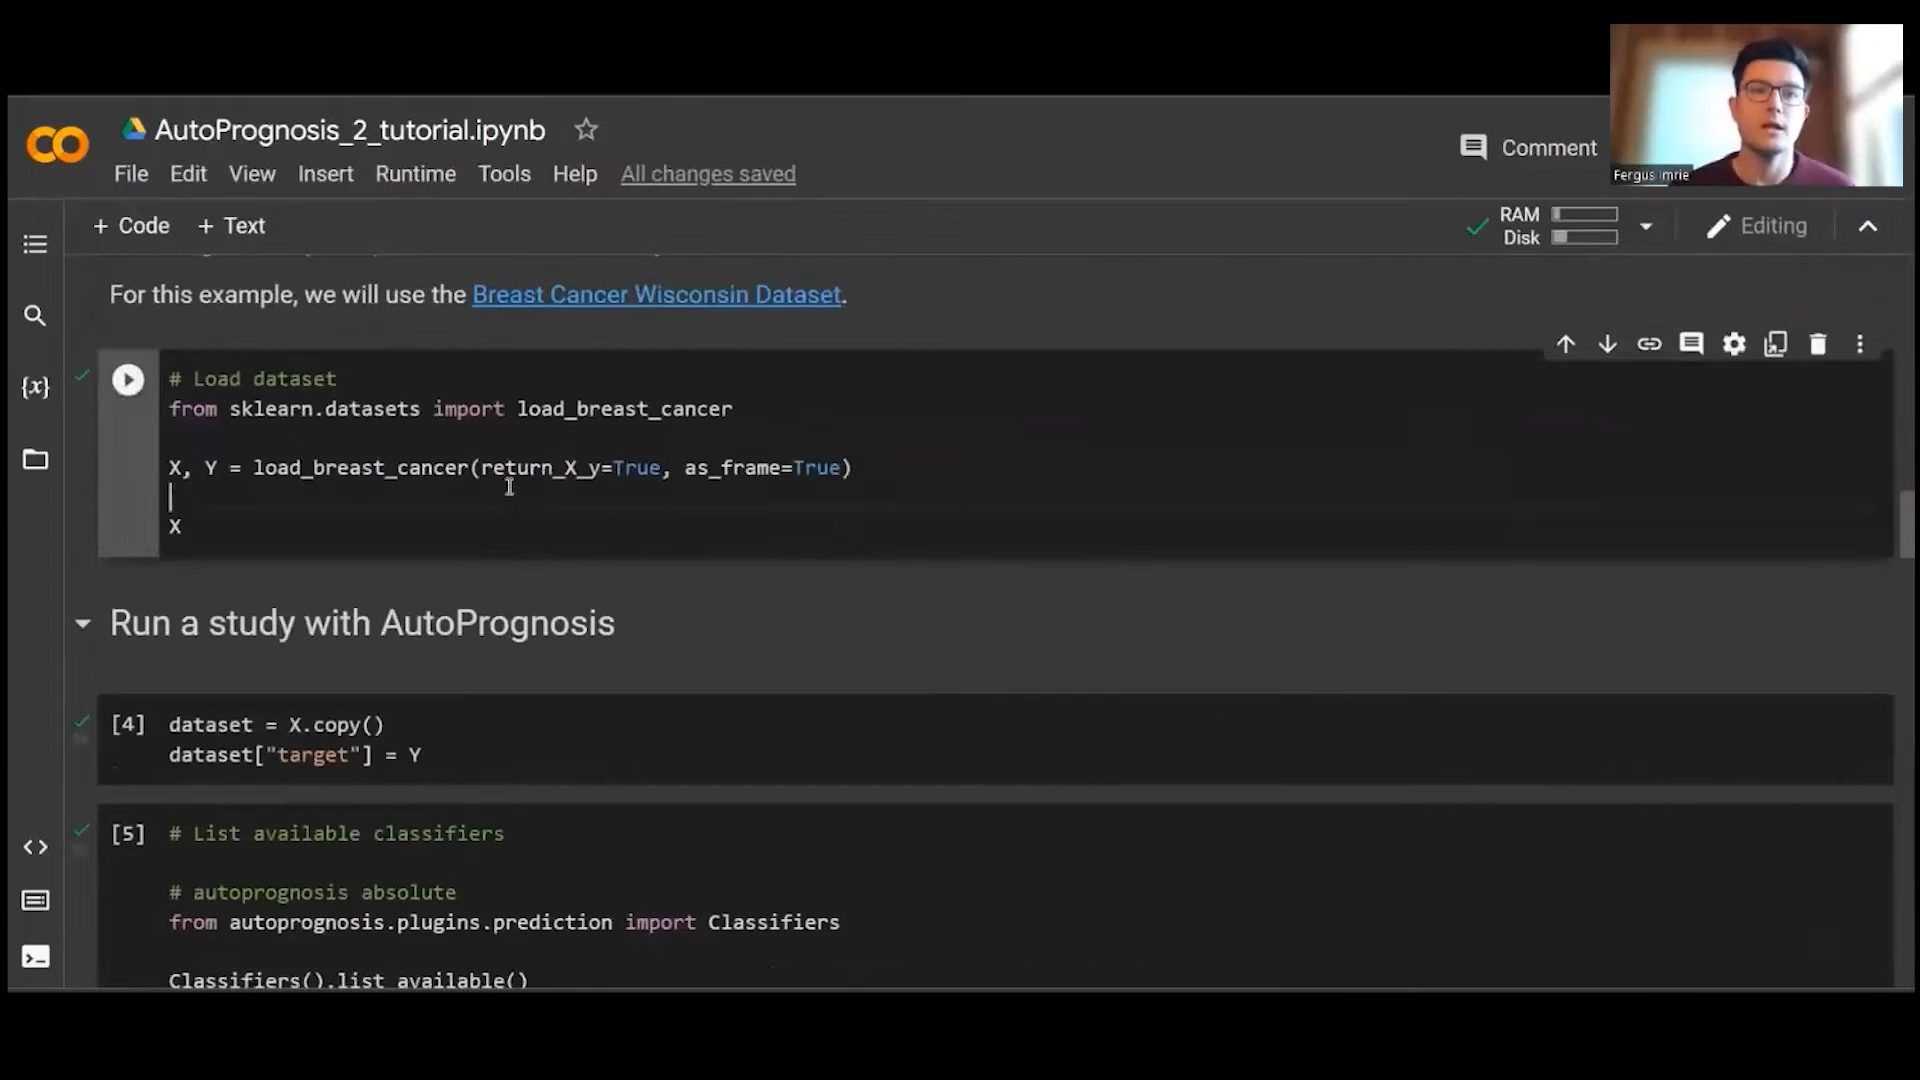 AutoPrognosis_2_tutorial.ipynb
File Edit View Insert Runtime Tools Help All changes saved
Comment
Fergus Imrie
+ Code + Text
RAM
Disk
Editing
For this example, we will use the Breast Cancer Wisconsin Dataset.
# Load dataset
from sklearn.datasets import load_breast_cancer
X, Y = load_breast_cancer(return_X_y=True, as_frame=True)
X
Run a study with AutoPrognosis
[4] dataset = X.copy()
dataset["target"] = Y
[5] # List available classifiers
# autoprognosis absolute
from autoprognosis.plugins.prediction import Classifiers
Classifiers().list_available()